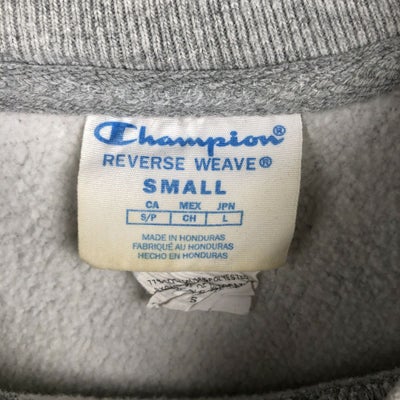 Champion®
REVERSE WEAVE®
SMALL
CA MEX JPN
S/P CH L
MADE IN HONDURAS
FABRIQUÉ AU HONDURAS
HECHO EN HONDURAS
S